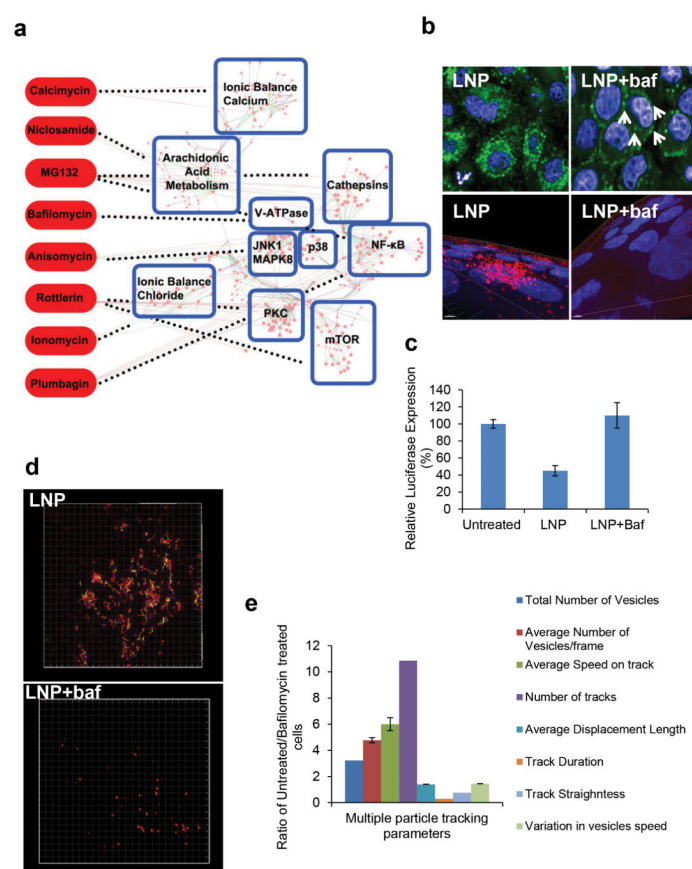 a
Calcimycin
Niclosamide
MG132
Bafilomycin
Anisomycin
Rottlerin
Ionomycin
Plumbagin
Ionic Balance
Calcium
Arachidonic
Acid
Metabolism
Cathepsins
V-ATPase
JNK1
MAPK8
p38
NF-κB
Ionic Balance
Chloride
PKC
mTOR
b
LNP
LNP+baf
LNP
LNP+baf
c
Relative Luciferase Expression
(%)
140
120
100
80
60
40
20
0
Untreated
LNP
LNP+Baf
d
LNP
LNP+baf
e
Ratio of Untreated/Bafilomycin treated
cells
12
10
8
6
4
2
0
Multiple particle tracking
parameters
Total Number of Vesicles
Average Number of
Vesicles/frame
Average Speed on track
Number of tracks
Average Displacement Length
Track Duration
Track Straighntess
Variation in vesicles speed